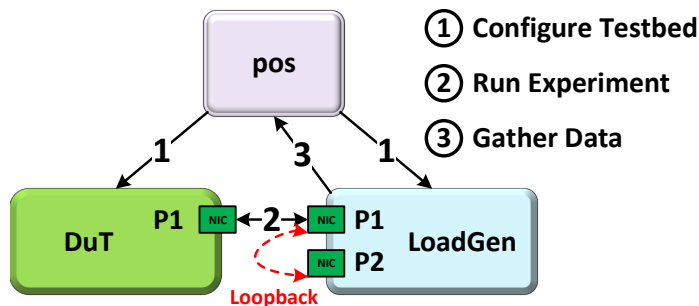 pos
1 Configure Testbed
2 Run Experiment
3 Gather Data
1
3
1
DuT
P1
NIC
2
NIC
P1
LoadGen
NIC
P2
Loopback